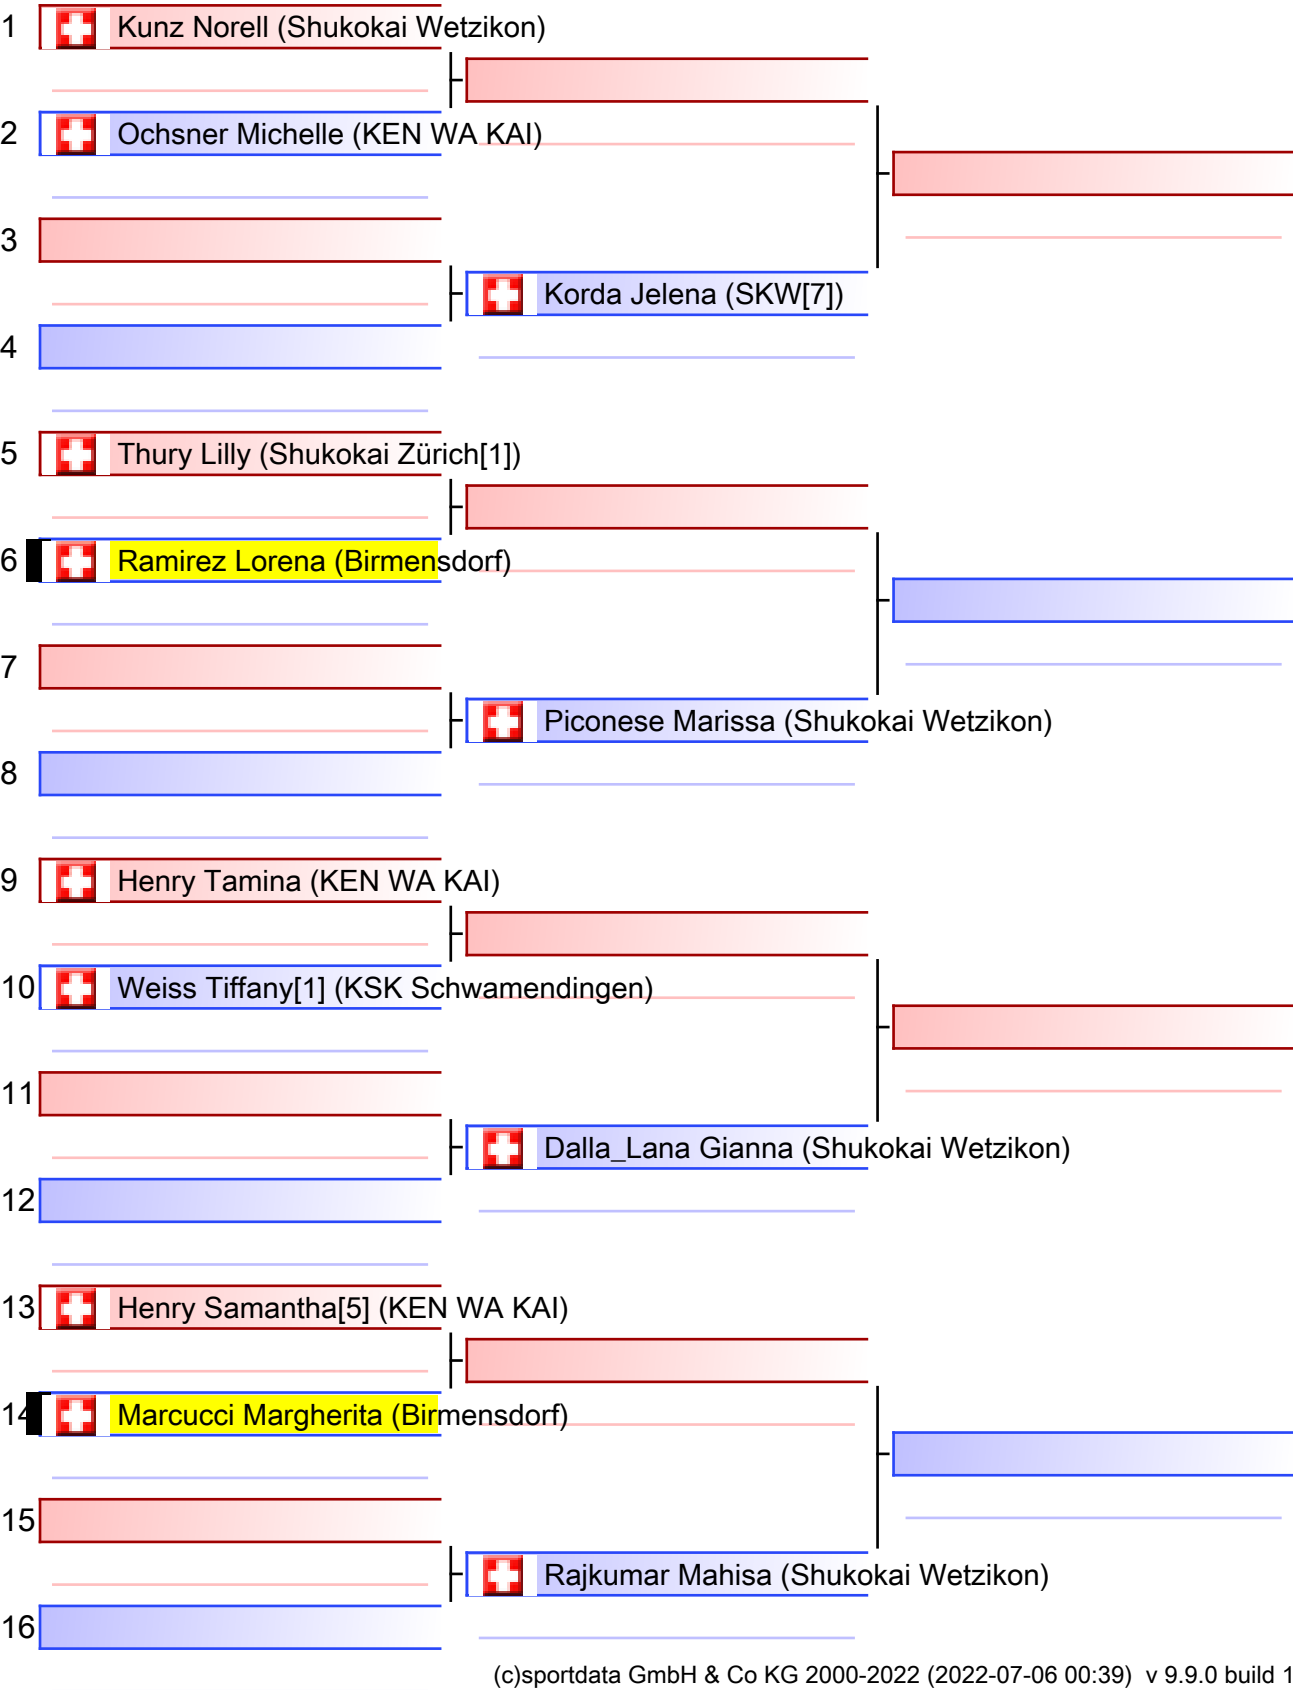 1 Kunz Norell (Shukokai Wetzikon)
2 Ochsner Michelle (KEN WA KAI)
3
Korda Jelena (SKW[7])
4
5 Thury Lilly (Shukokai Zürich[1])
6 Ramirez Lorena (Birmensdorf)
7
Piconese Marissa (Shukokai Wetzikon)
8
9 Henry Tamina (KEN WA KAI)
10 Weiss Tiffany[1] (KSK Schwamendingen)
11
Dalla_Lana Gianna (Shukokai Wetzikon)
12
13 Henry Samantha[5] (KEN WA KAI)
14 Marcucci Margherita (Birmensdorf)
15
Rajkumar Mahisa (Shukokai Wetzikon)
16
(c)sportdata GmbH & Co KG 2000-2022 (2022-07-06 00:39) v 9.9.0 build 1